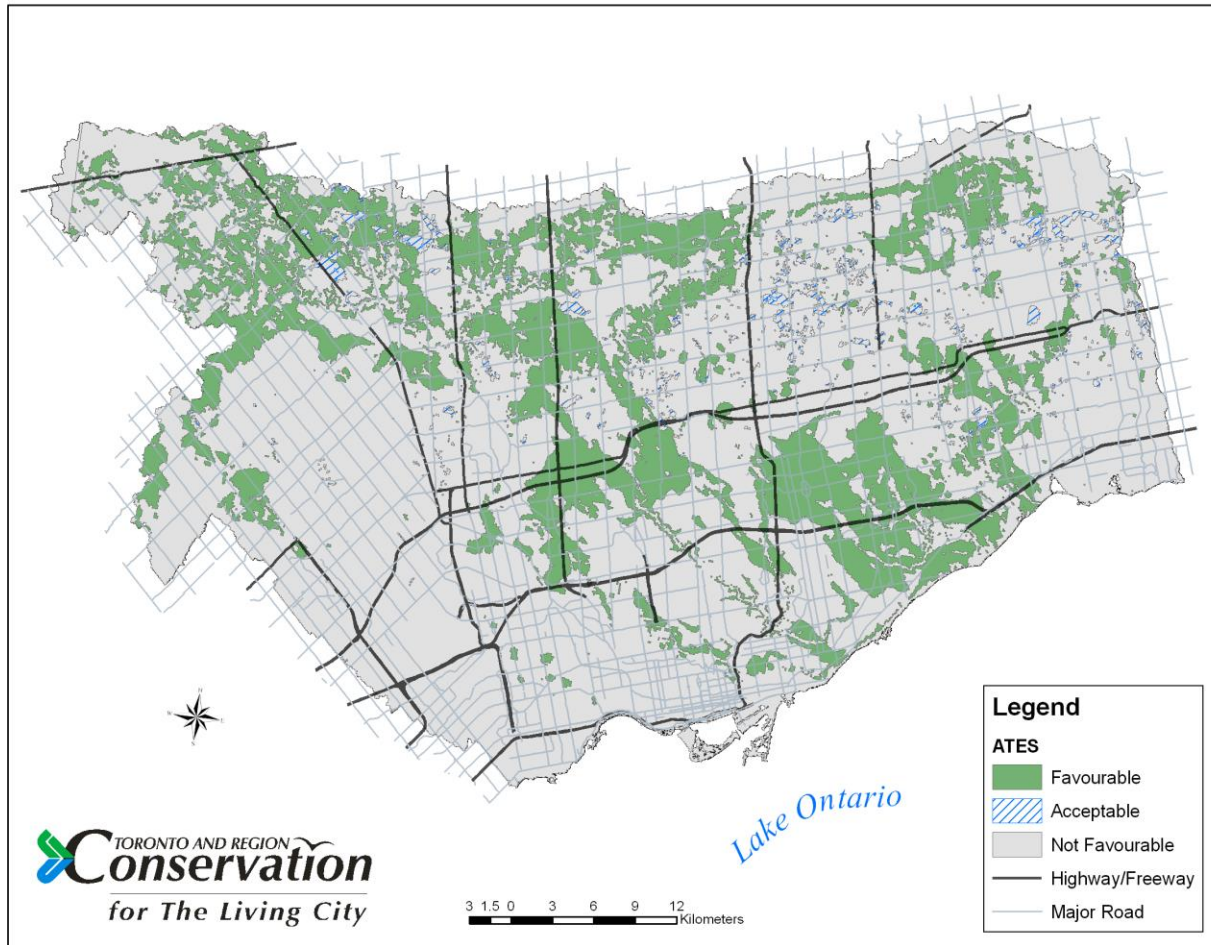 Lake Ontario
Legend
ATES
Favourable
Acceptable
Not Favourable
Highway/Freeway
Major Road
TORONTO AND REGION
Conservation
for The Living City
3 1.5 0 3 6 9 12
Kilometers